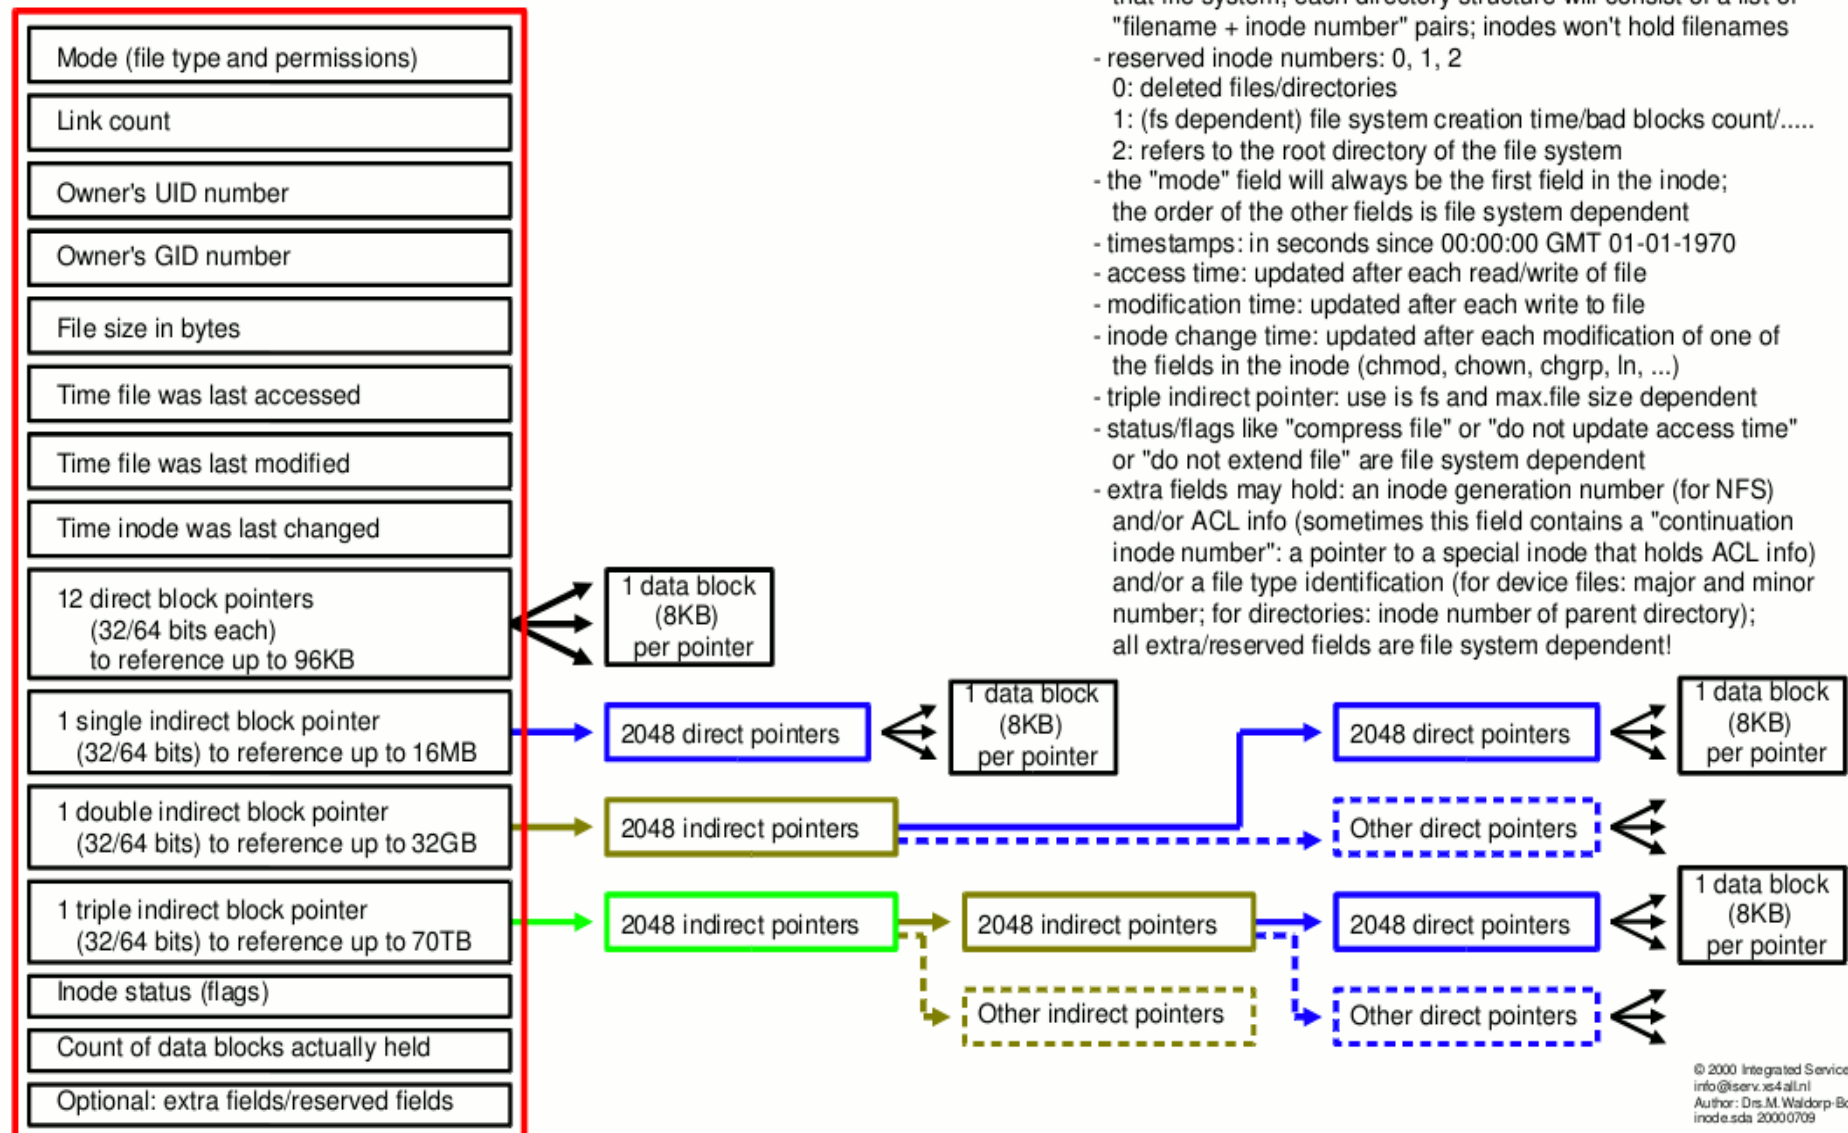 Mode (file type and permissions)
Link count
Owner's UID number
Owner's GID number
File size in bytes
Time file was last accessed
Time file was last modified
Time inode was last changed
12 direct block pointers
(32/64 bits each)
to reference up to 96KB
1 single indirect block pointer
(32/64 bits) to reference up to 16MB
1 double indirect block pointer
(32/64 bits) to reference up to 32GB
1 triple indirect block pointer
(32/64 bits) to reference up to 70TB
Inode status (flags)
Count of data blocks actually held
Optional: extra fields/reserved fields
that file system, each directory structure will consist of a list of
"filename + inode number" pairs; inodes won't hold filenames
- reserved inode numbers: 0, 1, 2
0: deleted files/directories
1: (fs dependent) file system creation time/bad blocks count/.....
2: refers to the root directory of the file system
- the "mode" field will always be the first field in the inode;
the order of the other fields is file system dependent
- timestamps: in seconds since 00:00:00 GMT 01-01-1970
- access time: updated after each read/write of file
- modification time: updated after each write to file
- inode change time: updated after each modification of one of
the fields in the inode (chmod, chown, chgrp, ln, ...)
- triple indirect pointer: use is fs and max.file size dependent
- status/flags like "compress file" or "do not update access time"
or "do not extend file" are file system dependent
- extra fields may hold: an inode generation number (for NFS)
and/or ACL info (sometimes this field contains a "continuation
inode number": a pointer to a special inode that holds ACL info)
and/or a file type identification (for device files: major and minor
number; for directories: inode number of parent directory);
all extra/reserved fields are file system dependent!
1 data block
(8KB)
per pointer
2048 direct pointers
1 data block
(8KB)
per pointer
2048 direct pointers
1 data block
(8KB)
per pointer
2048 indirect pointers
Other direct pointers
2048 indirect pointers
2048 indirect pointers
2048 direct pointers
1 data block
(8KB)
per pointer
Other indirect pointers
Other direct pointers
© 2000 Integrated Service
info@iserv.xs4all.nl
Author: Drs.M.Waldorp-Bo
inode.sda 20000709